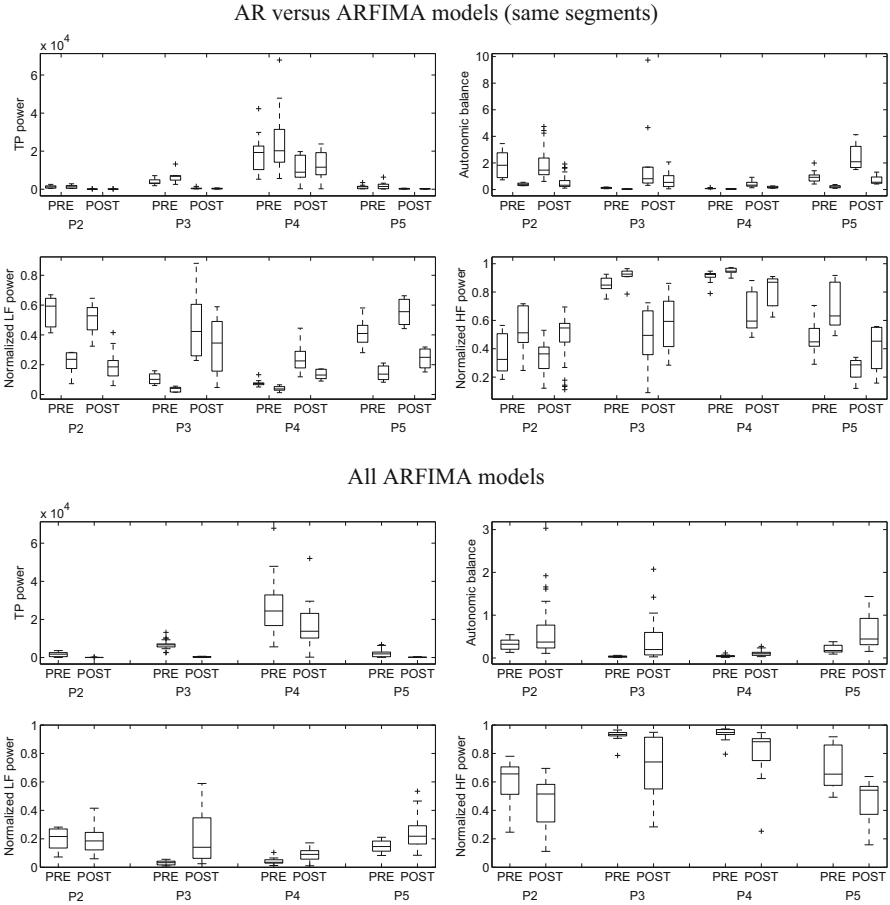 AR versus ARFIMA models (same segments)
x 10⁴
TP power
6
4
2
0
PRE POST PRE POST PRE POST PRE POST
P2 P3 P4 P5
Autonomic balance
10
8
6
4
2
0
PRE POST PRE POST PRE POST PRE POST
P2 P3 P4 P5
Normalized LF power
0.8
0.6
0.4
0.2
0
PRE POST PRE POST PRE POST PRE POST
P2 P3 P4 P5
Normalized HF power
1
0.8
0.6
0.4
0.2
PRE POST PRE POST PRE POST PRE POST
P2 P3 P4 P5
All ARFIMA models
x 10⁴
TP power
6
4
2
0
PRE POST PRE POST PRE POST PRE POST
P2 P3 P4 P5
Autonomic balance
3
2
1
0
PRE POST PRE POST PRE POST PRE POST
P2 P3 P4 P5
Normalized LF power
1
0.8
0.6
0.4
0.2
0
PRE POST PRE POST PRE POST PRE POST
P2 P3 P4 P5
Normalized HF power
1
0.8
0.6
0.4
0.2
0
PRE POST PRE POST PRE POST PRE POST
P2 P3 P4 P5